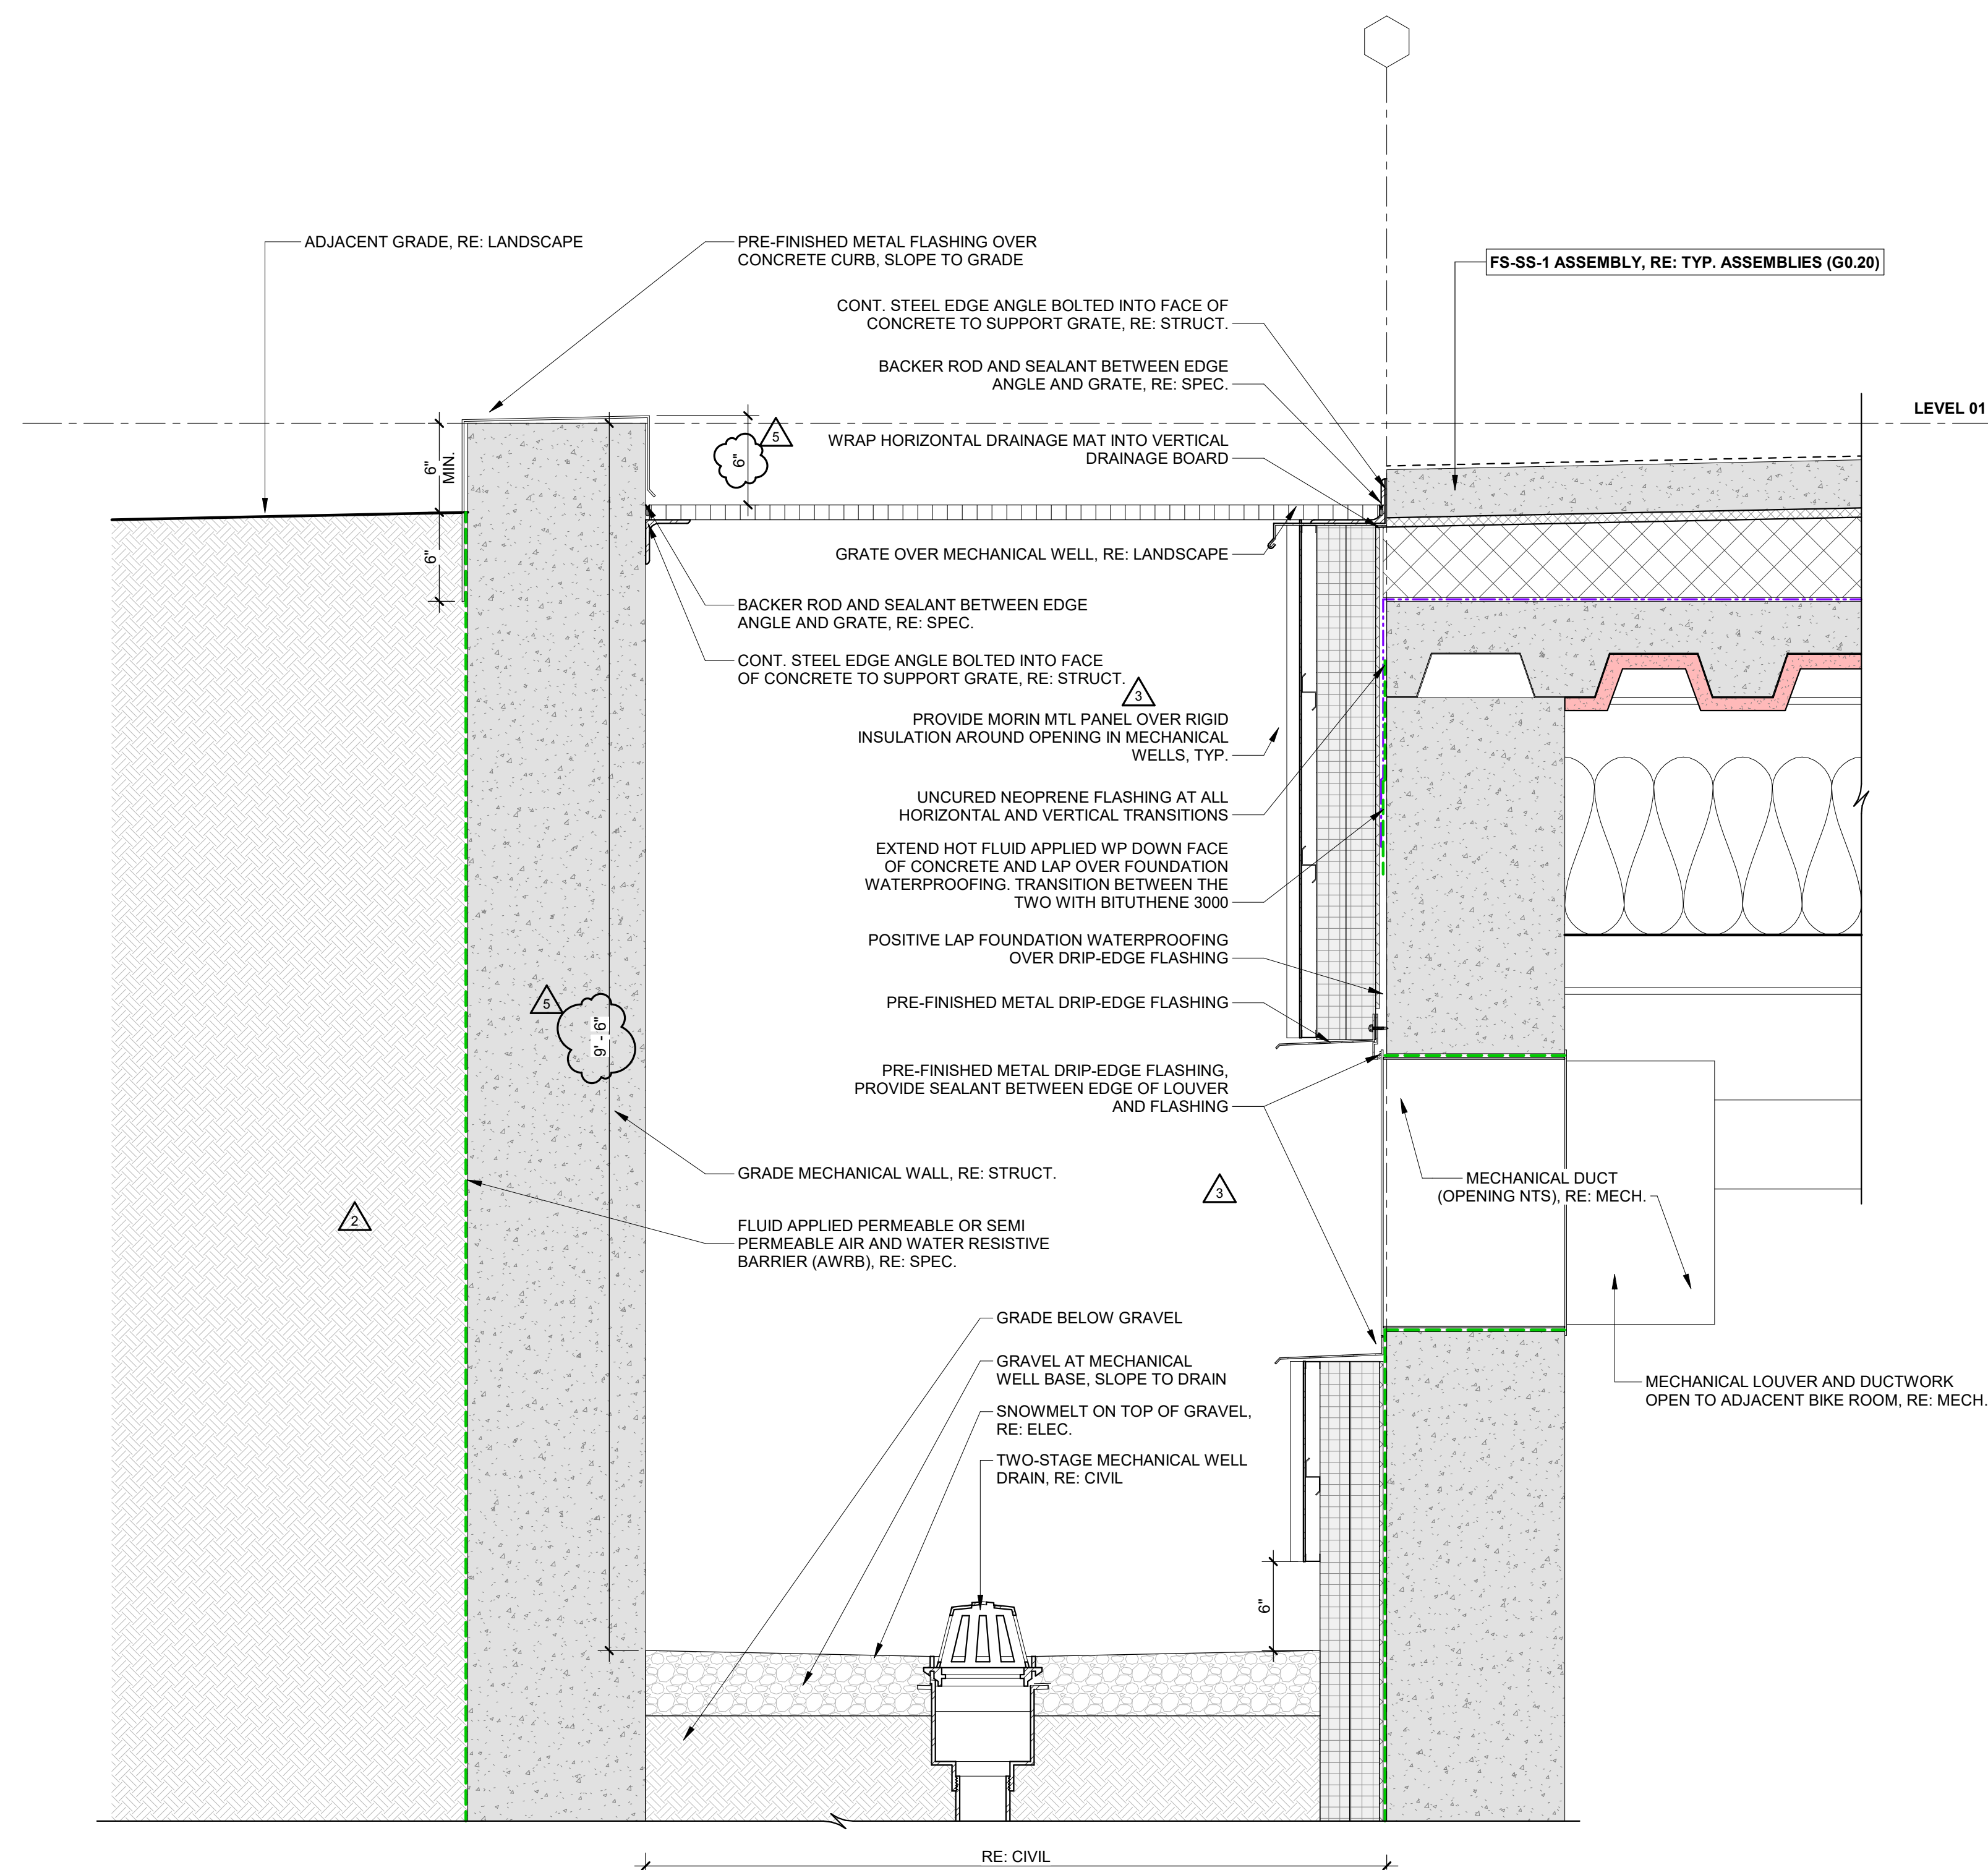 ADJACENT GRADE, RE: LANDSCAPE
PRE-FINISHED METAL FLASHING OVER
CONCRETE CURB, SLOPE TO GRADE
FS-SS-1 ASSEMBLY, RE: TYP. ASSEMBLIES (G0.20)
CONT. STEEL EDGE ANGLE BOLTED INTO FACE OF
CONCRETE TO SUPPORT GRATE, RE: STRUCT.
BACKER ROD AND SEALANT BETWEEN EDGE
ANGLE AND GRATE, RE: SPEC.
LEVEL 01
5
6"
6"
MIN.
WRAP HORIZONTAL DRAINAGE MAT INTO VERTICAL
DRAINAGE BOARD
6"
GRATE OVER MECHANICAL WELL, RE: LANDSCAPE
BACKER ROD AND SEALANT BETWEEN EDGE
ANGLE AND GRATE, RE: SPEC.
CONT. STEEL EDGE ANGLE BOLTED INTO FACE
OF CONCRETE TO SUPPORT GRATE, RE: STRUCT.
3
PROVIDE MORIN MTL PANEL OVER RIGID
INSULATION AROUND OPENING IN MECHANICAL
WELLS, TYP.
UNCURED NEOPRENE FLASHING AT ALL
HORIZONTAL AND VERTICAL TRANSITIONS
EXTEND HOT FLUID APPLIED WP DOWN FACE
OF CONCRETE AND LAP OVER FOUNDATION
WATERPROOFING. TRANSITION BETWEEN THE
TWO WITH BITUTHENE 3000
POSITIVE LAP FOUNDATION WATERPROOFING
OVER DRIP-EDGE FLASHING
PRE-FINISHED METAL DRIP-EDGE FLASHING
5
9' - 6"
PRE-FINISHED METAL DRIP-EDGE FLASHING,
PROVIDE SEALANT BETWEEN EDGE OF LOUVER
AND FLASHING
GRADE MECHANICAL WALL, RE: STRUCT.
MECHANICAL DUCT
(OPENING NTS), RE: MECH.
3
2
FLUID APPLIED PERMEABLE OR SEMI
PERMEABLE AIR AND WATER RESISTIVE
BARRIER (AWRB), RE: SPEC.
GRADE BELOW GRAVEL
GRAVEL AT MECHANICAL
WELL BASE, SLOPE TO DRAIN
SNOWMELT ON TOP OF GRAVEL,
RE: ELEC.
TWO-STAGE MECHANICAL WELL
DRAIN, RE: CIVIL
MECHANICAL LOUVER AND DUCTWORK
OPEN TO ADJACENT BIKE ROOM, RE: MECH.
6"
RE: CIVIL